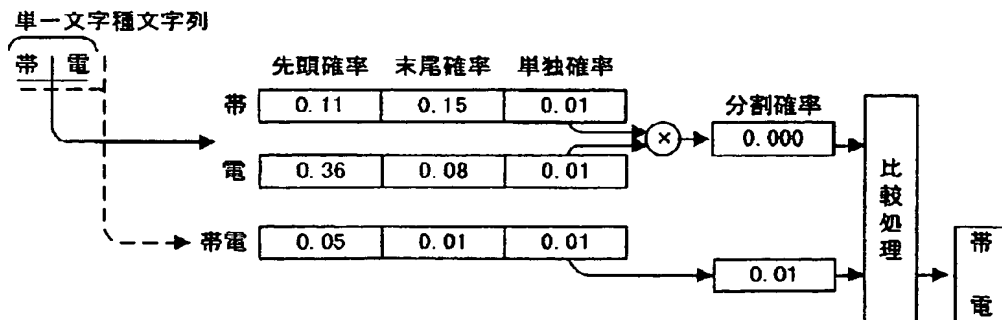 単一文字種文字列
帯 電
先頭確率 末尾確率 単独確率
帯 0.11 0.15 0.01
分割確率
× 0.000
電 0.36 0.08 0.01
帯電 0.05 0.01 0.01
0.01
比較処理
帯
電